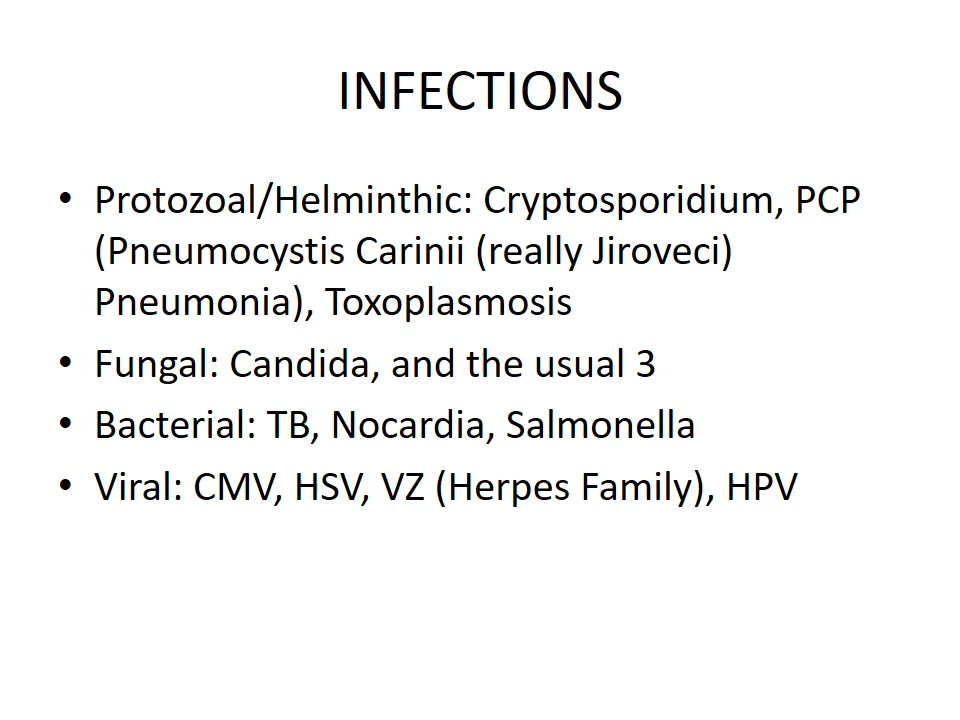 INFECTIONS
• Protozoal/Helminthic: Cryptosporidium, PCP
(Pneumocystis Carinii (really Jiroveci)
Pneumonia), Toxoplasmosis
• Fungal: Candida, and the usual 3
• Bacterial: TB, Nocardia, Salmonella
• Viral: CMV, HSV, VZ (Herpes Family), HPV